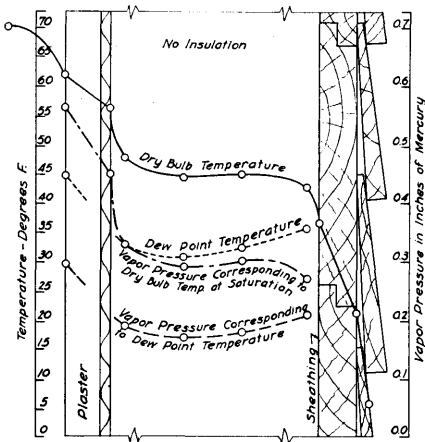 No Insulation
70
65
60
55
50
45
40
35
30
25
20
15
10
5
0
Temperature - Degrees F.
Plaster
Dry Bulb Temperature
Dew Point Temperature
Vapor Pressure Corresponding to
Dry Bulb Temp. at Saturation
Vapor Pressure Corresponding
to Dew Point Temperature
Sheathing
0.7
0.6
0.5
0.4
0.3
0.2
0.1
0.0
Vapor Pressure in Inches of Mercury